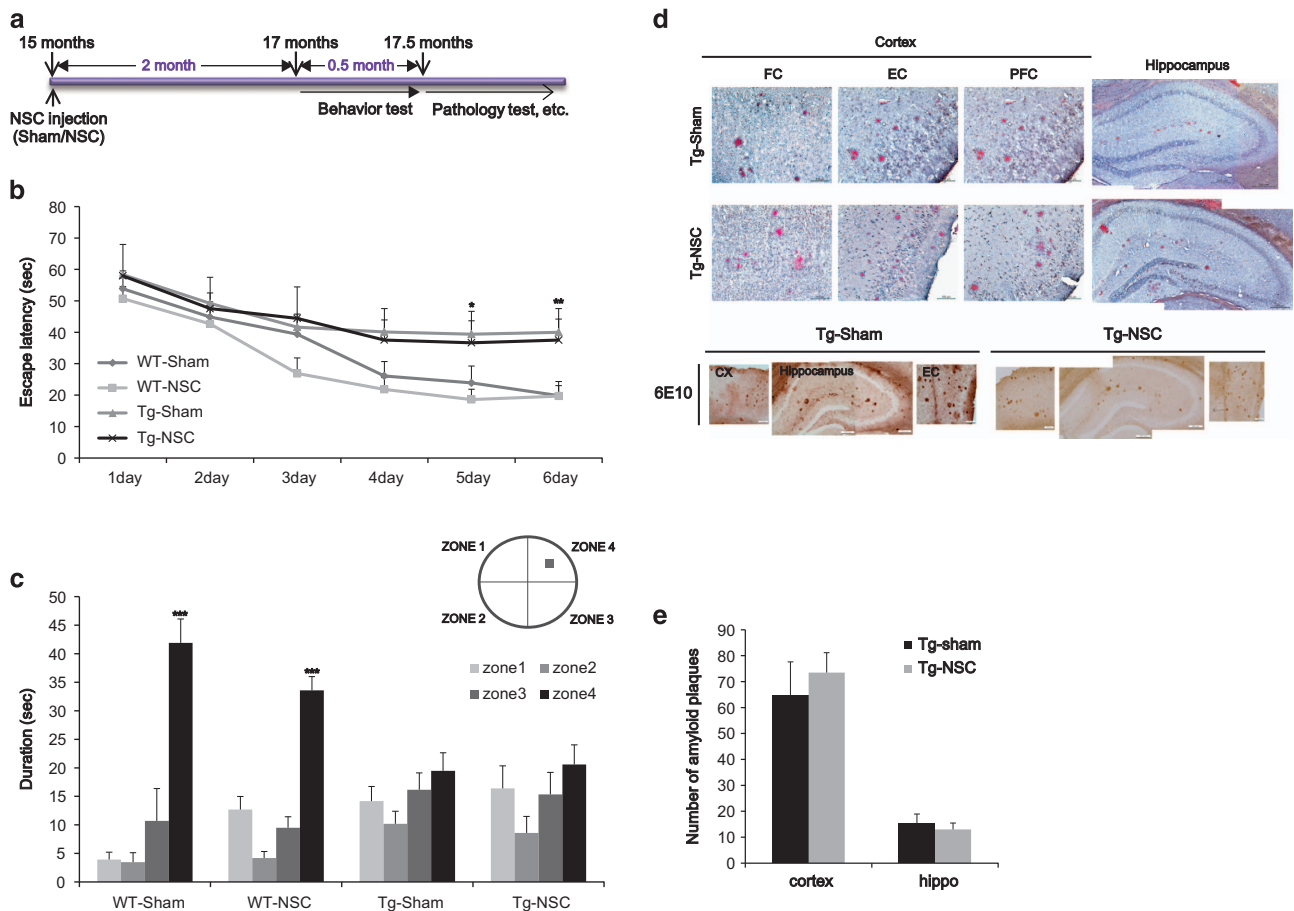 a
15 months 17 months 17.5 months
2 month 0.5 month
NSC injection
(Sham/NSC)
Behavior test Pathology test, etc.
b
Escape latency (sec)
80
70
60
50
40
30
20
10
0
WT-Sham
WT-NSC
Tg-Sham
Tg-NSC
* **
1day 2day 3day 4day 5day 6day
c
ZONE 1 ZONE 4
ZONE 2 ZONE 3
zone1 zone2
zone3 zone4
Duration (sec)
50
45
40
35
30
25
20
15
10
5
0
*** ***
WT-Sham WT-NSC Tg-Sham Tg-NSC
d
Cortex Hippocampus
FC EC PFC
Tg-Sham
Tg-NSC
Tg-Sham Tg-NSC
6E10
CX Hippocampus EC
e
Number of amyloid plaques
90
80
70
60
50
40
30
20
10
0
Tg-sham
Tg-NSC
cortex hippo